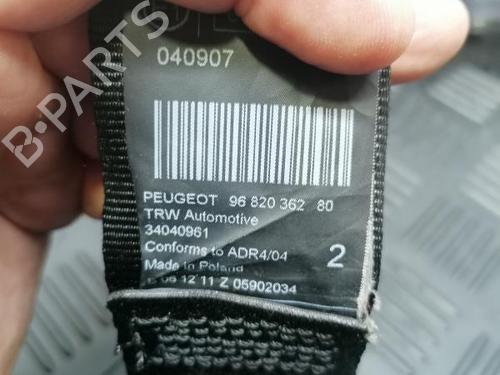 B-PARTS
040907
PEUGEOT 96 820 362 80
TRW Automotive
34040961
Conforms to ADR4/04 2
Made in Poland
06 12 11 Z 05902034